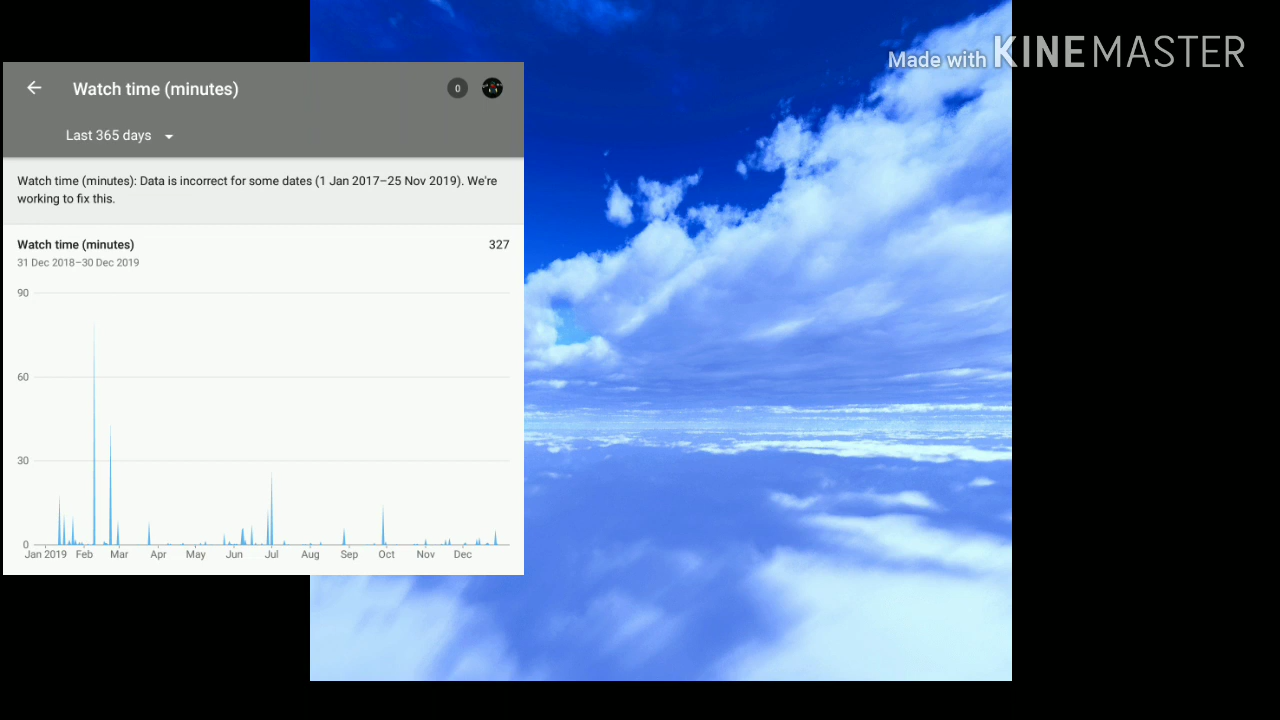 Made with KINEMASTER
Watch time (minutes)
0
Last 365 days
Watch time (minutes): Data is incorrect for some dates (1 Jan 2017–25 Nov 2019). We're
working to fix this.
Watch time (minutes) 327
31 Dec 2018–30 Dec 2019
90
60
30
0
Jan 2019 Feb Mar Apr May Jun Jul Aug Sep Oct Nov Dec